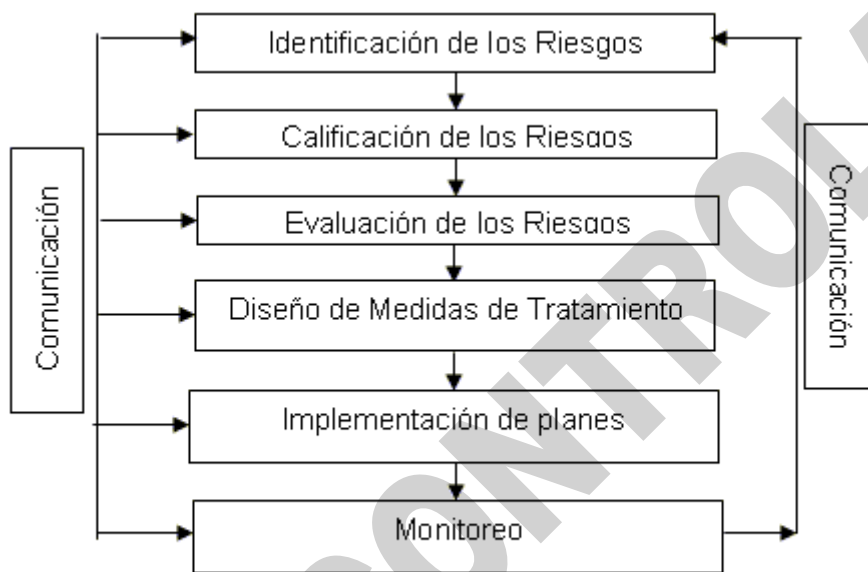 Identificación de los Riesgos
Calificación de los Riesgos
Evaluación de los Riesgos
Diseño de Medidas de Tratamiento
Implementación de planes
Monitoreo
Comunicación
Comunicación
CONTROL